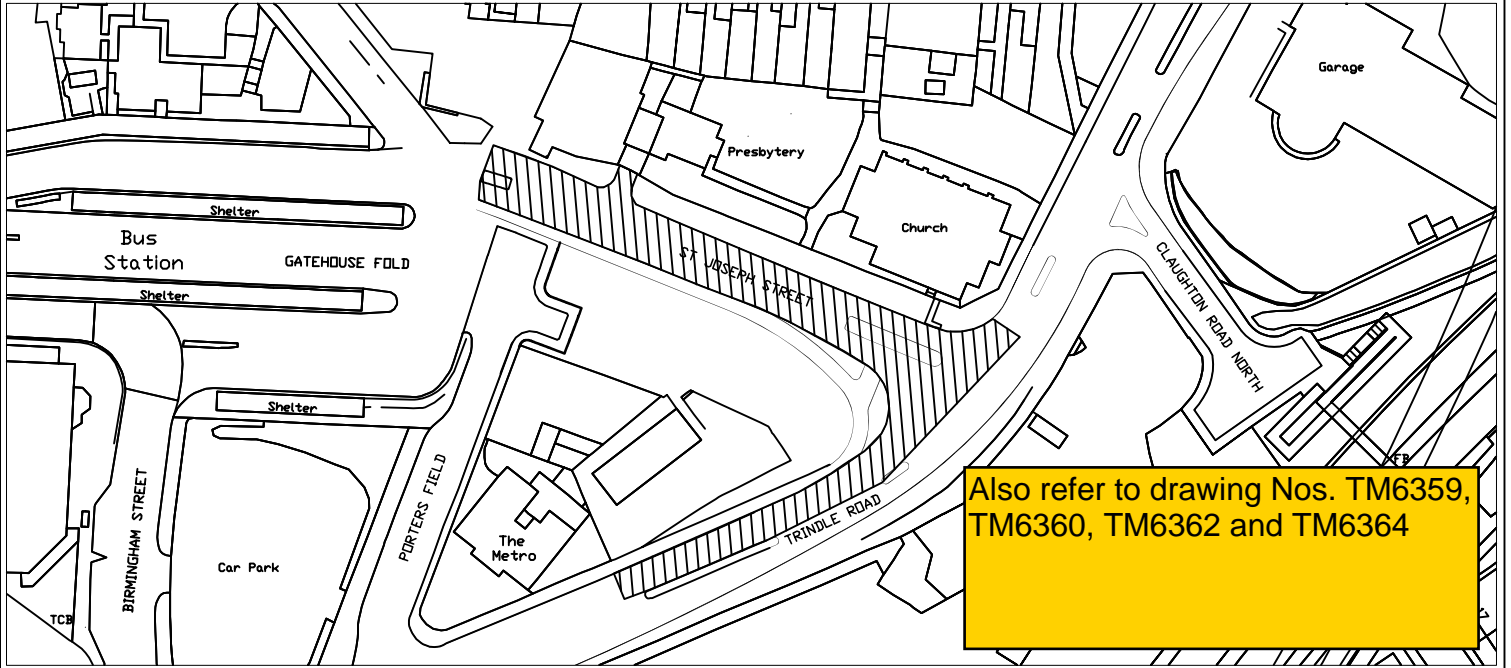 Garage
Presbytery
Shelter
Church
Bus
Station
GATEHOUSE FOLD
ST JOSEPH STREET
CLAUGHTON ROAD NORTH
Shelter
Shelter
BIRMINGHAM STREET
PORTERS FIELD
FB
Also refer to drawing Nos. TM6359,
TM6360, TM6362 and TM6364
TRINDLE ROAD
The
Metro
Car Park
TCB